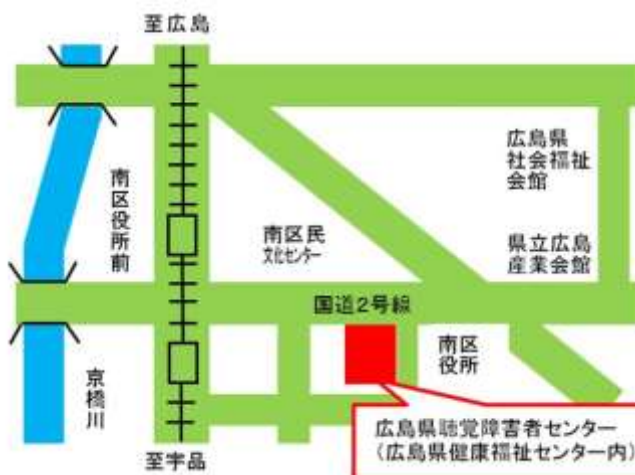 至広島
広島県
社会福祉
会館
南区役所前
南区民
文化センター
県立広島
産業会館
国道2号線
南区
役所
京橋川
広島県聴覚障害者センター
(広島県健康福祉センター内)
至宇品